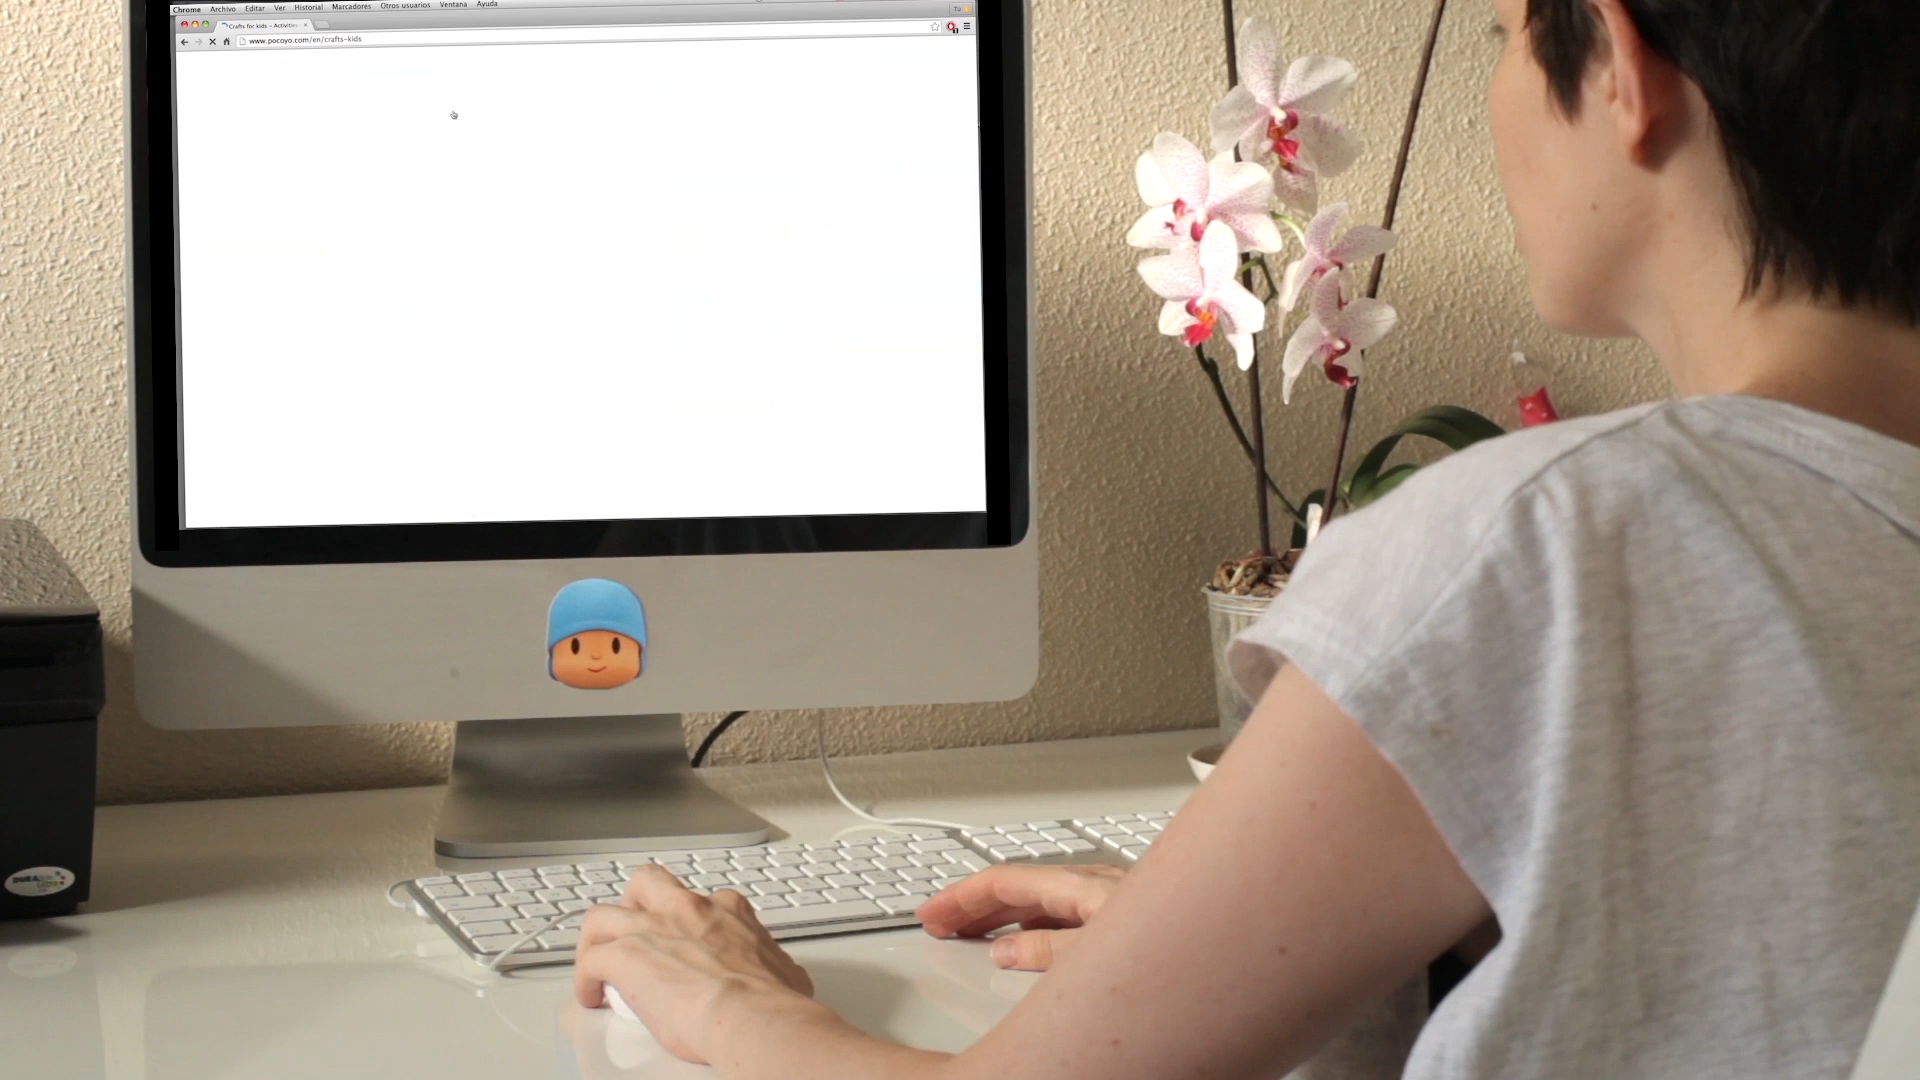 Chrome Archivo Editar Ver Historial Marcadores Otros usuarios Ventana Ayuda
Crafts for kids - Activities
www.pocoyo.com/en/crafts-kids